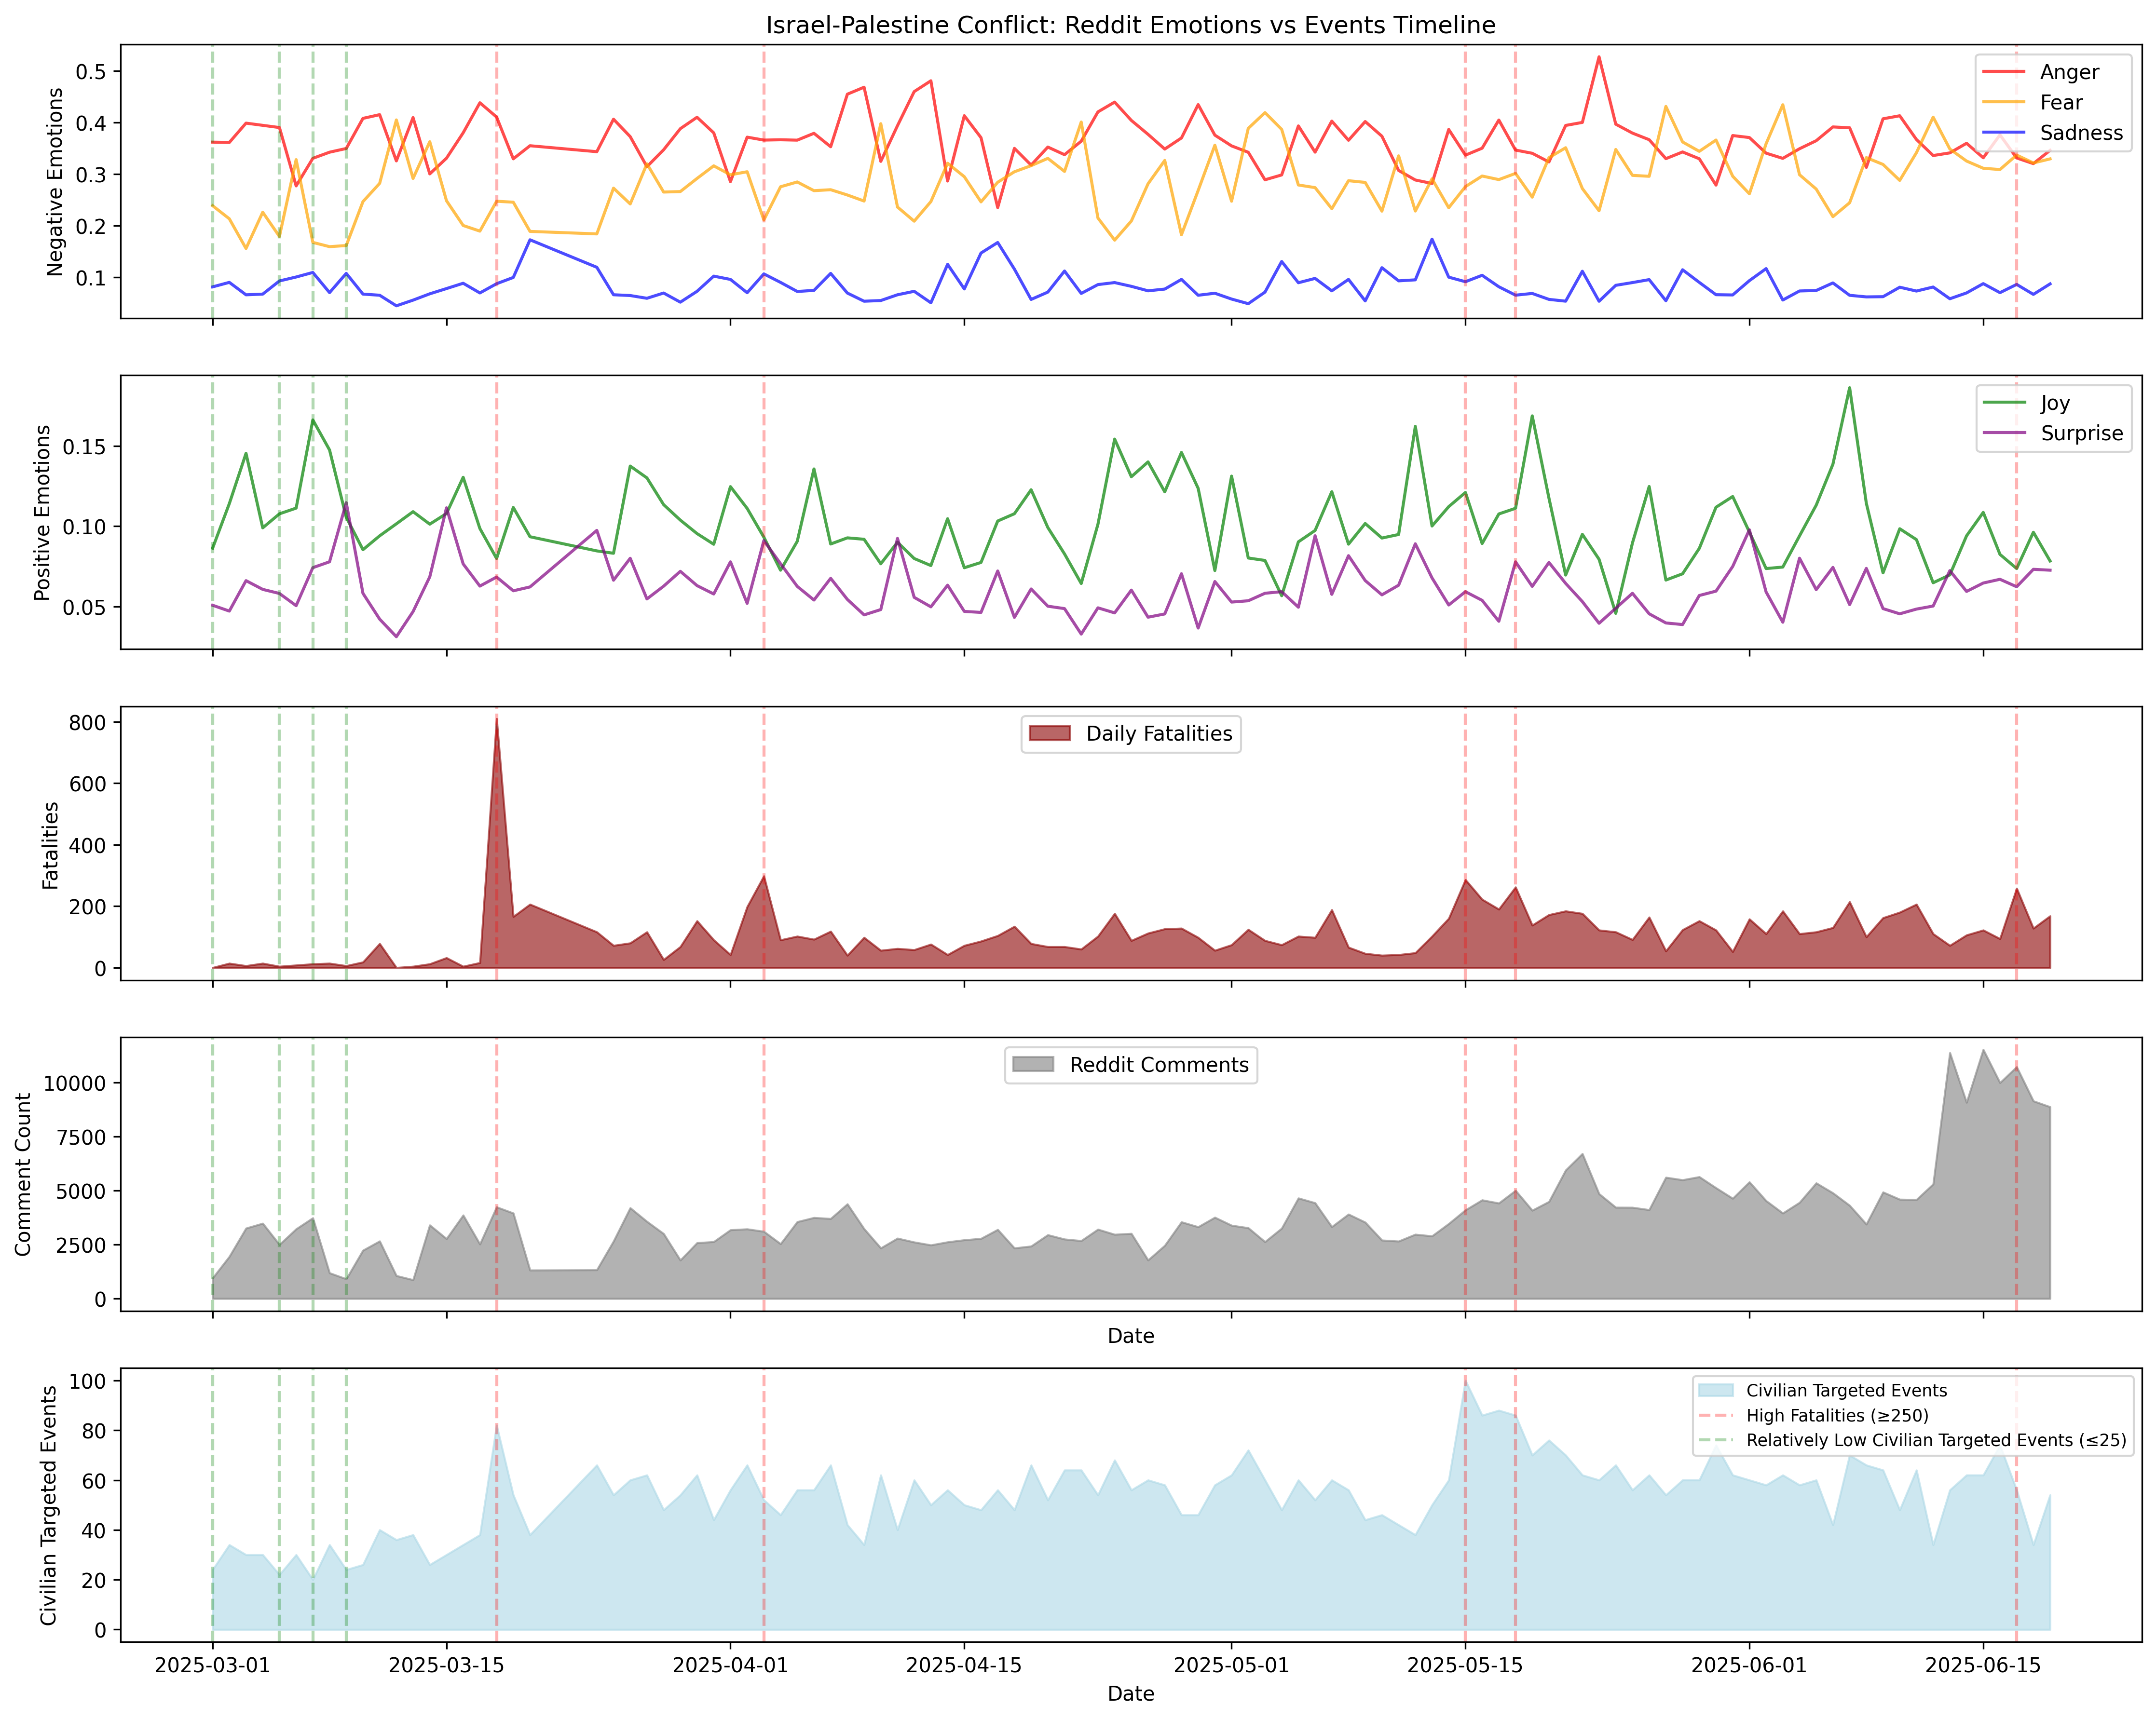 Israel-Palestine Conflict: Reddit Emotions vs Events Timeline
Negative Emotions
0.5
0.4
0.3
0.2
0.1
Anger
Fear
Sadness
Positive Emotions
0.15
0.10
0.05
Joy
Surprise
Fatalities
800
600
400
200
0
Daily Fatalities
Comment Count
10000
7500
5000
2500
0
Reddit Comments
Date
Civilian Targeted Events
100
80
60
40
20
0
Civilian Targeted Events
High Fatalities (≥250)
Relatively Low Civilian Targeted Events (≤25)
2025-03-01 2025-03-15 2025-04-01 2025-04-15 2025-05-01 2025-05-15 2025-06-01 2025-06-15
Date